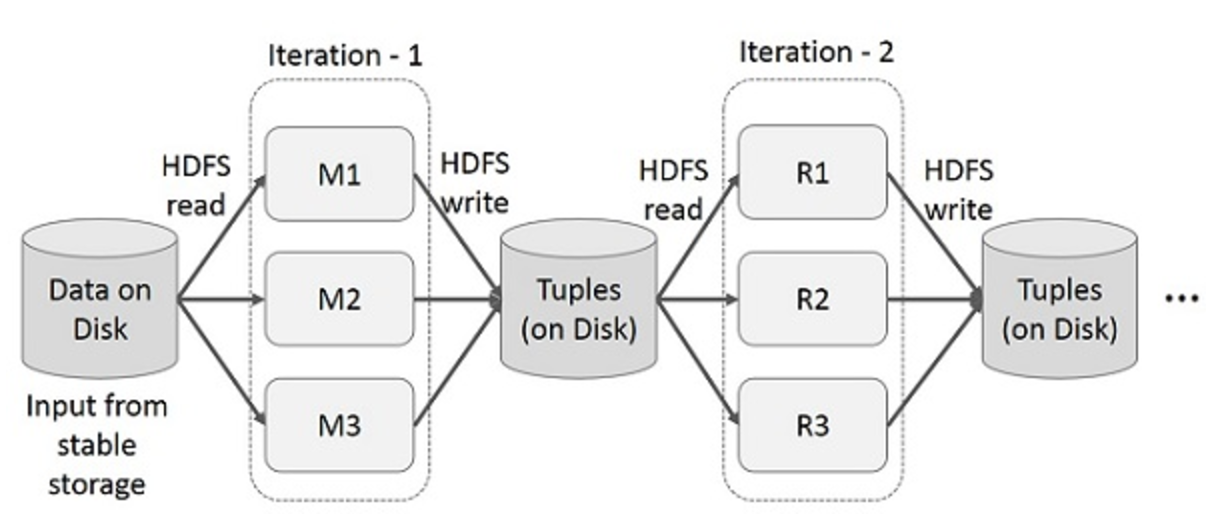 Iteration - 1
Iteration - 2
HDFS
read
M1
HDFS
write
HDFS
read
R1
HDFS
write
Data on
Disk
M2
Tuples
(on Disk)
R2
Tuples
(on Disk)
...
Input from
stable
storage
M3
R3